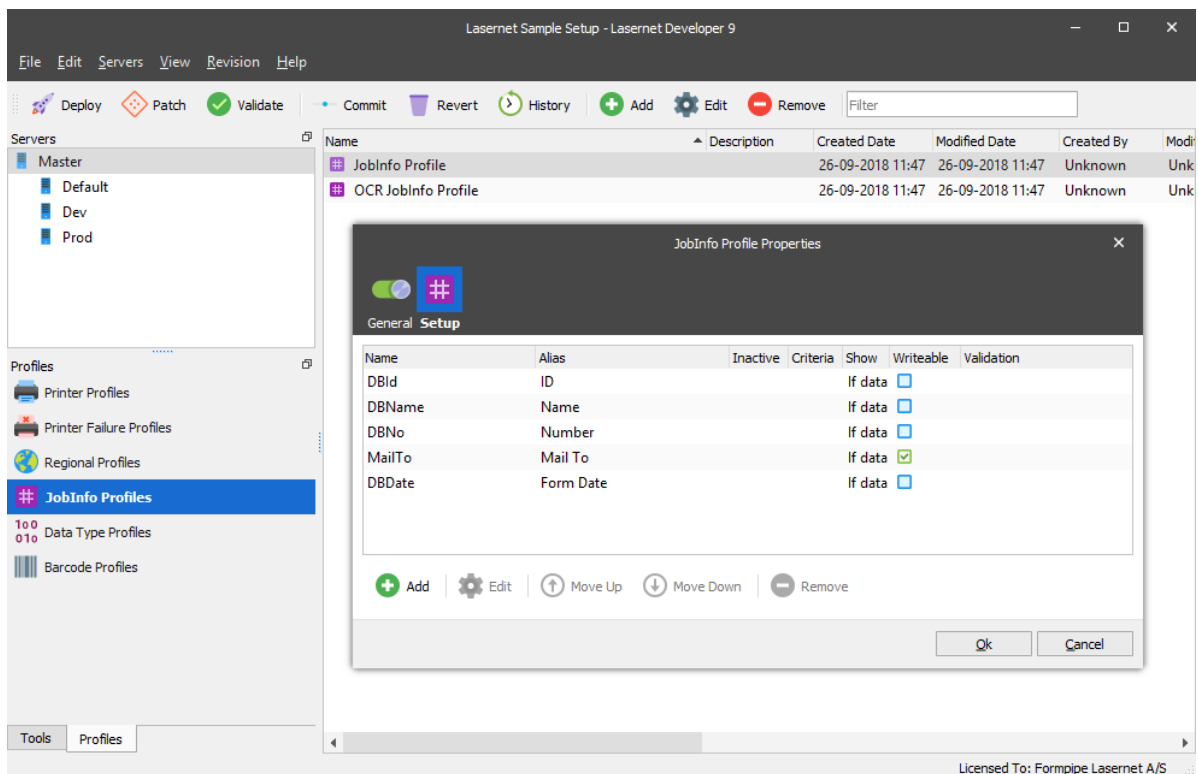 Lasernet Sample Setup - Lasernet Developer 9
File Edit Servers View Revision Help
Deploy Patch Validate Commit Revert History Add Edit Remove Filter
Servers
Master
Default
Dev
Prod
Name Description Created Date Modified Date Created By Modi
JobInfo Profile 26-09-2018 11:47 26-09-2018 11:47 Unknown Unk
OCR JobInfo Profile 26-09-2018 11:47 26-09-2018 11:47 Unknown Unk
Profiles
Printer Profiles
Printer Failure Profiles
Regional Profiles
JobInfo Profiles
100
010
Data Type Profiles
Barcode Profiles
JobInfo Profile Properties
General Setup
Name Alias Inactive Criteria Show Writeable Validation
DBId ID If data
DBName Name If data
DBNo Number If data
MailTo Mail To If data
DBDate Form Date If data
Add Edit Move Up Move Down Remove
Ok Cancel
Tools Profiles
Licensed To: Formpipe Lasernet A/S